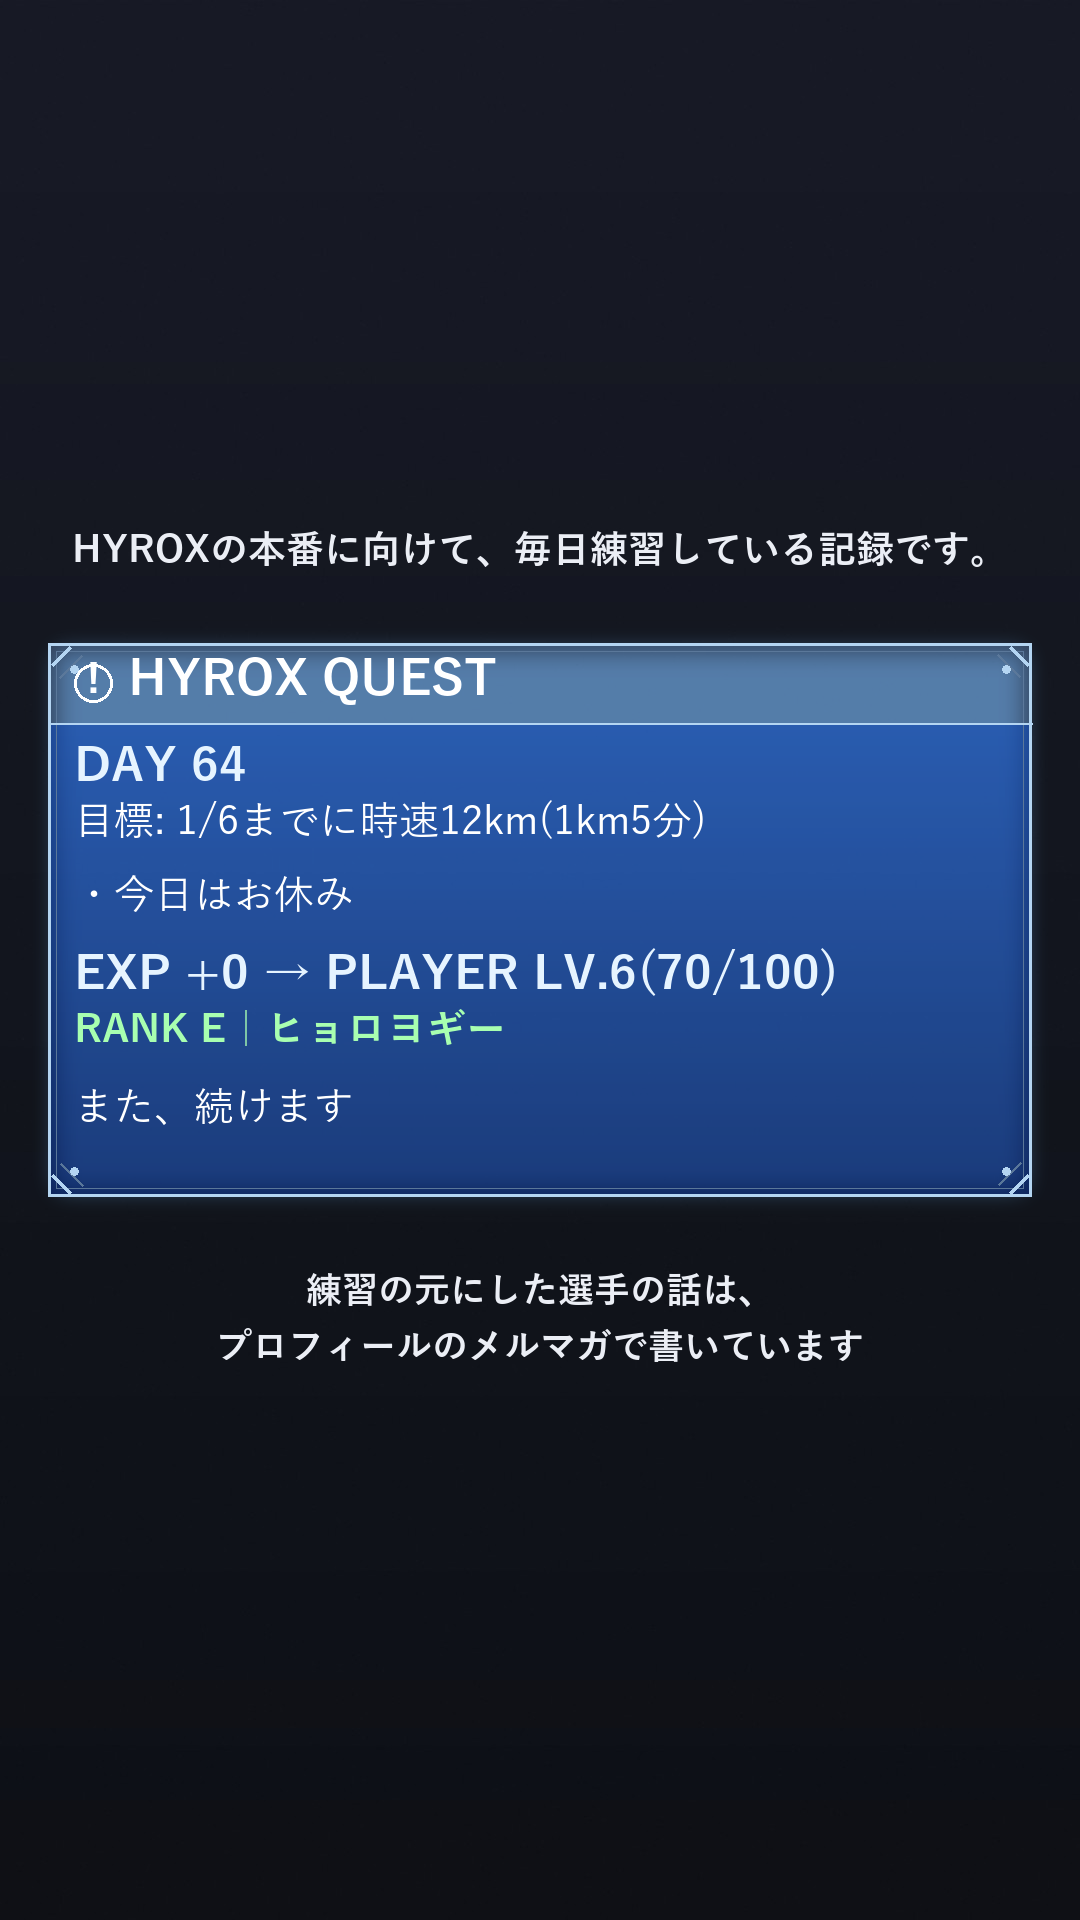 HYROXの本番に向けて、毎日練習している記録です。
! HYROX QUEST
DAY 64
目標: 1/6までに時速12km(1km5分)
・今日はお休み
EXP +0 → PLAYER LV.6(70/100)
RANK E｜ヒョロヨギー
また、続けます
練習の元にした選手の話は、
プロフィールのメルマガで書いています